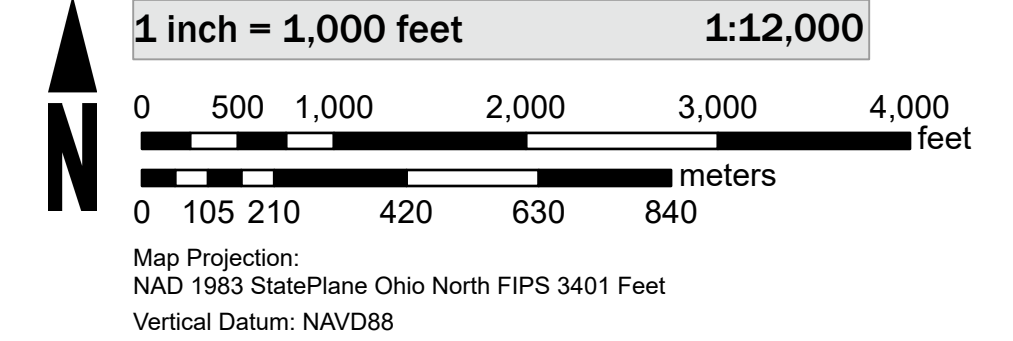 1 inch = 1,000 feet 1:12,000
0 500 1,000 2,000 3,000 4,000
feet
meters
0 105 210 420 630 840
N
Map Projection:
NAD 1983 StatePlane Ohio North FIPS 3401 Feet
Vertical Datum: NAVD88